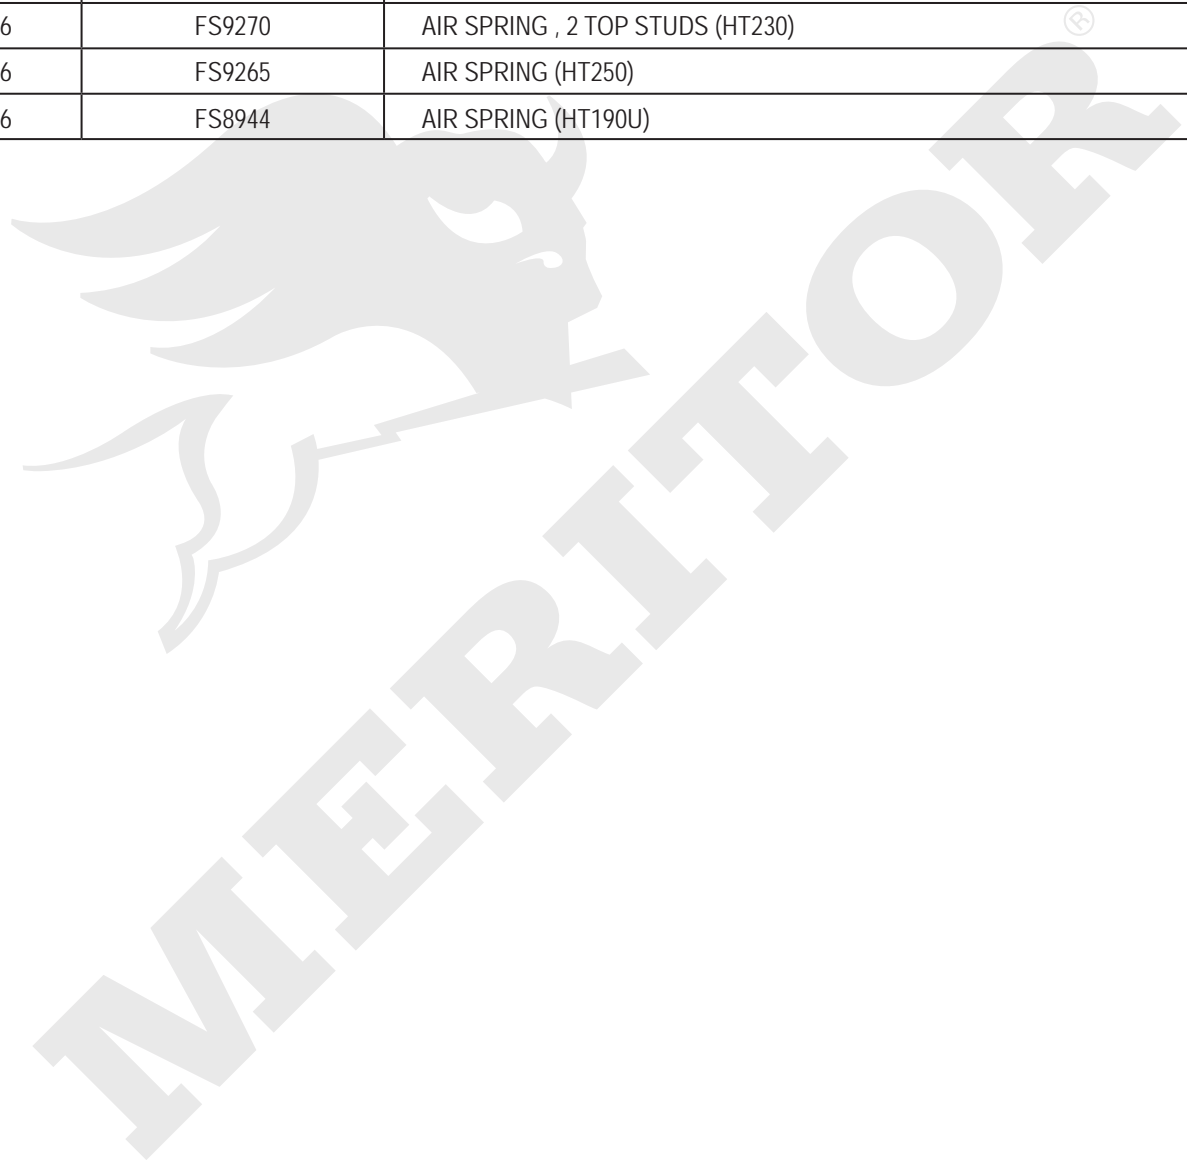 6 FS9270 AIR SPRING , 2 TOP STUDS (HT230)
6 FS9265 AIR SPRING (HT250)
6 FS8944 AIR SPRING (HT190U)
MERITOR®